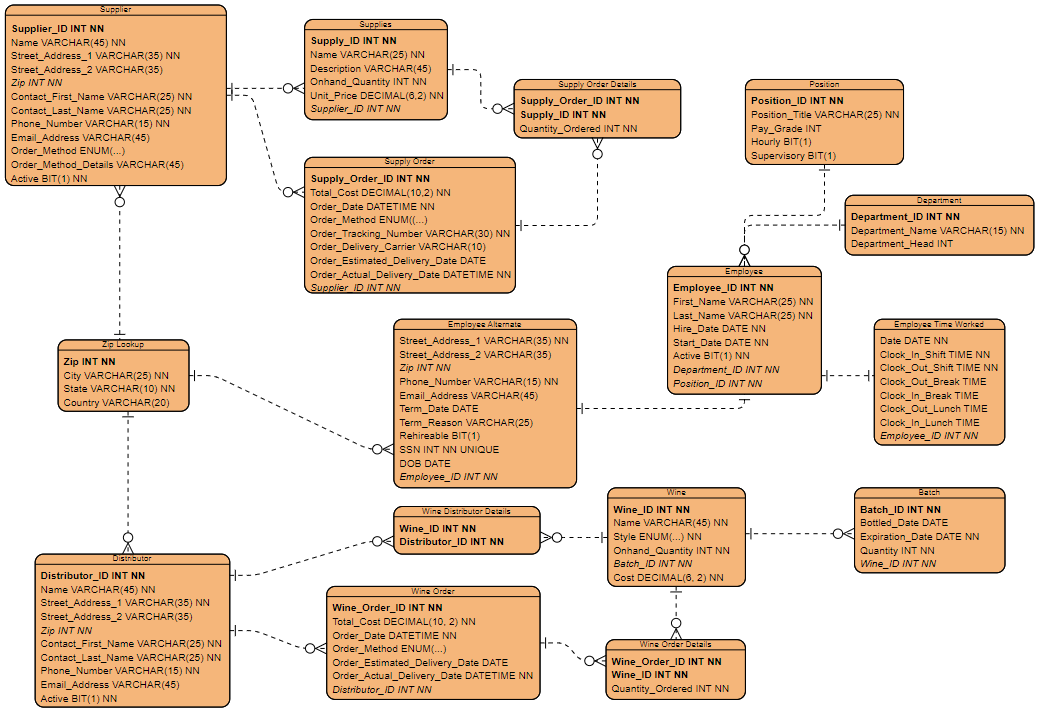 Supplier
Supplier_ID INT NN
Name VARCHAR(45) NN
Street_Address_1 VARCHAR(35) NN
Street_Address_2 VARCHAR(35)
Zip INT NN
Contact_First_Name VARCHAR(25) NN
Contact_Last_Name VARCHAR(25) NN
Phone_Number VARCHAR(15) NN
Email_Address VARCHAR(45)
Order_Method ENUM(...)
Order_Method_Details VARCHAR(45)
Active BIT(1) NN
Supplies
Supply_ID INT NN
Name VARCHAR(25) NN
Description VARCHAR(45)
Onhand_Quantity INT NN
Unit_Price DECIMAL(6,2) NN
Supplier_ID INT NN
Supply Order Details
Supply_Order_ID INT NN
Supply_ID INT NN
Quantity_Ordered INT NN
Position
Position_ID INT NN
Position_Title VARCHAR(25) NN
Pay_Grade INT
Hourly BIT(1)
Supervisory BIT(1)
Supply Order
Supply_Order_ID INT NN
Total_Cost DECIMAL(10,2) NN
Order_Date DATETIME NN
Order_Method ENUM((...)
Order_Tracking_Number VARCHAR(30) NN
Order_Delivery_Carrier VARCHAR(10)
Order_Estimated_Delivery_Date DATE
Order_Actual_Delivery_Date DATETIME NN
Supplier_ID INT NN
Department
Department_ID INT NN
Department_Name VARCHAR(15) NN
Department_Head INT
Employee
Employee_ID INT NN
First_Name VARCHAR(25) NN
Last_Name VARCHAR(25) NN
Hire_Date DATE NN
Start_Date DATE NN
Active BIT(1) NN
Department_ID INT NN
Position_ID INT NN
Zip Lookup
Zip INT NN
City VARCHAR(25) NN
State VARCHAR(10) NN
Country VARCHAR(20)
Employee Alternate
Street_Address_1 VARCHAR(35) NN
Street_Address_2 VARCHAR(35)
Zip INT NN
Phone_Number VARCHAR(15) NN
Email_Address VARCHAR(45)
Term_Date DATE
Term_Reason VARCHAR(25)
Rehireable BIT(1)
SSN INT NN UNIQUE
DOB DATE
Employee_ID INT NN
Employee Time Worked
Date DATE NN
Clock_In_Shift TIME NN
Clock_Out_Shift TIME NN
Clock_Out_Break TIME
Clock_In_Break TIME
Clock_Out_Lunch TIME
Clock_In_Lunch TIME
Employee_ID INT NN
Wine Distributor Details
Wine_ID INT NN
Distributor_ID INT NN
Wine
Wine_ID INT NN
Name VARCHAR(45) NN
Style ENUM(...) NN
Onhand_Quantity INT NN
Batch_ID INT NN
Cost DECIMAL(6, 2) NN
Batch
Batch_ID INT NN
Bottled_Date DATE
Expiration_Date DATE NN
Quantity INT NN
Wine_ID INT NN
Distributor
Distributor_ID INT NN
Name VARCHAR(45) NN
Street_Address_1 VARCHAR(35) NN
Street_Address_2 VARCHAR(35)
Zip INT NN
Contact_First_Name VARCHAR(25) NN
Contact_Last_Name VARCHAR(25) NN
Phone_Number VARCHAR(15) NN
Email_Address VARCHAR(45)
Active BIT(1) NN
Wine Order
Wine_Order_ID INT NN
Total_Cost DECIMAL(10, 2) NN
Order_Date DATETIME NN
Order_Method ENUM(...)
Order_Estimated_Delivery_Date DATE
Order_Actual_Delivery_Date DATETIME NN
Distributor_ID INT NN
Wine Order Details
Wine_Order_ID INT NN
Wine_ID INT NN
Quantity_Ordered INT NN